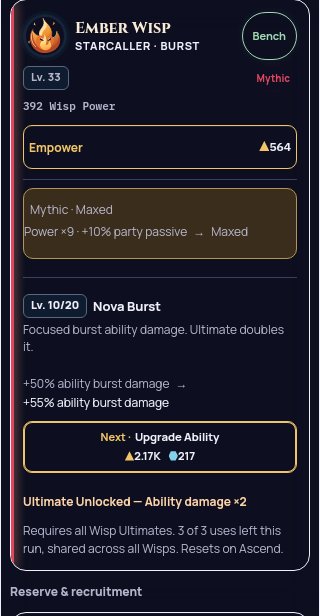 Ember Wisp
STARCALLER · BURST
Bench
Lv. 33
Mythic
392 Wisp Power
Empower
▲564
Mythic · Maxed
Power ×9 · +10% party passive → Maxed
Lv. 10/20 Nova Burst
Focused burst ability damage. Ultimate doubles
it.
+50% ability burst damage →
+55% ability burst damage
Next · Upgrade Ability
▲2.17K ⬢217
Ultimate Unlocked — Ability damage ×2
Requires all Wisp Ultimates. 3 of 3 uses left this
run, shared across all Wisps. Resets on Ascend.
Reserve & recruitment